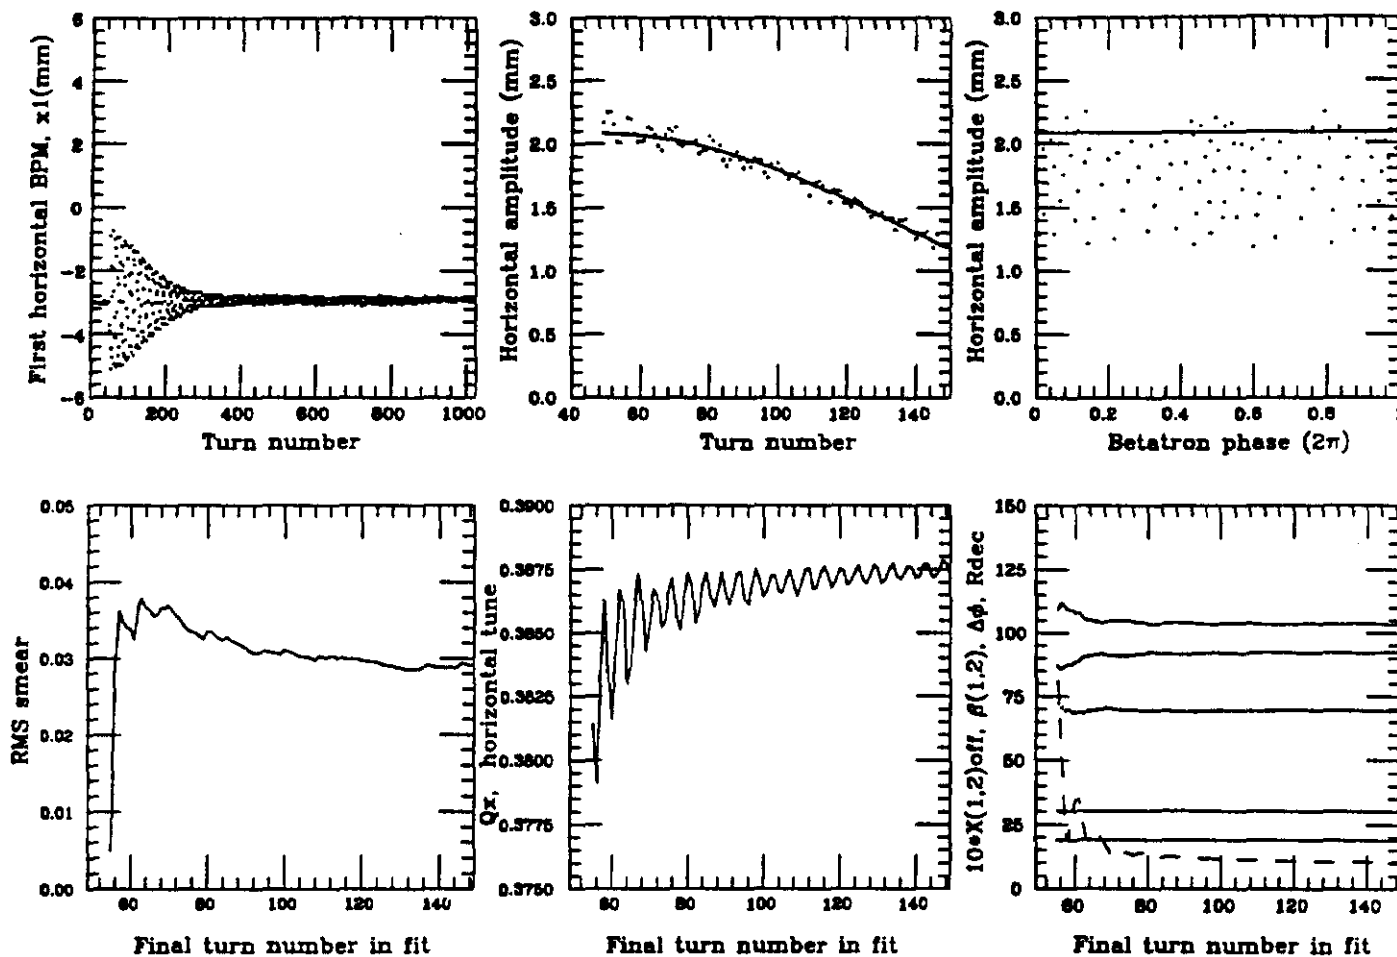 First horizontal BPM, x1(mm)
6
4
2
0
−2
−4
−6
0 200 400 600 800 1000
Turn number
Horizontal amplitude (mm)
3.0
2.5
2.0
1.5
1.0
0.5
0.0
40 60 80 100 120 140
Turn number
Horizontal amplitude (mm)
3.0
2.5
2.0
1.5
1.0
0.5
0.0
0 0.2 0.4 0.6 0.8 1
Betatron phase (2π)
RMS smear
0.05
0.04
0.03
0.02
0.01
0.00
60 80 100 120 140
Final turn number in fit
Qx, horizontal tune
0.3900
0.3875
0.3850
0.3825
0.3800
0.3775
0.3750
60 80 100 120 140
Final turn number in fit
10*X(1,2)off, β(1,2), Δϕ, Rdec
150
125
100
75
50
25
0
60 80 100 120 140
Final turn number in fit